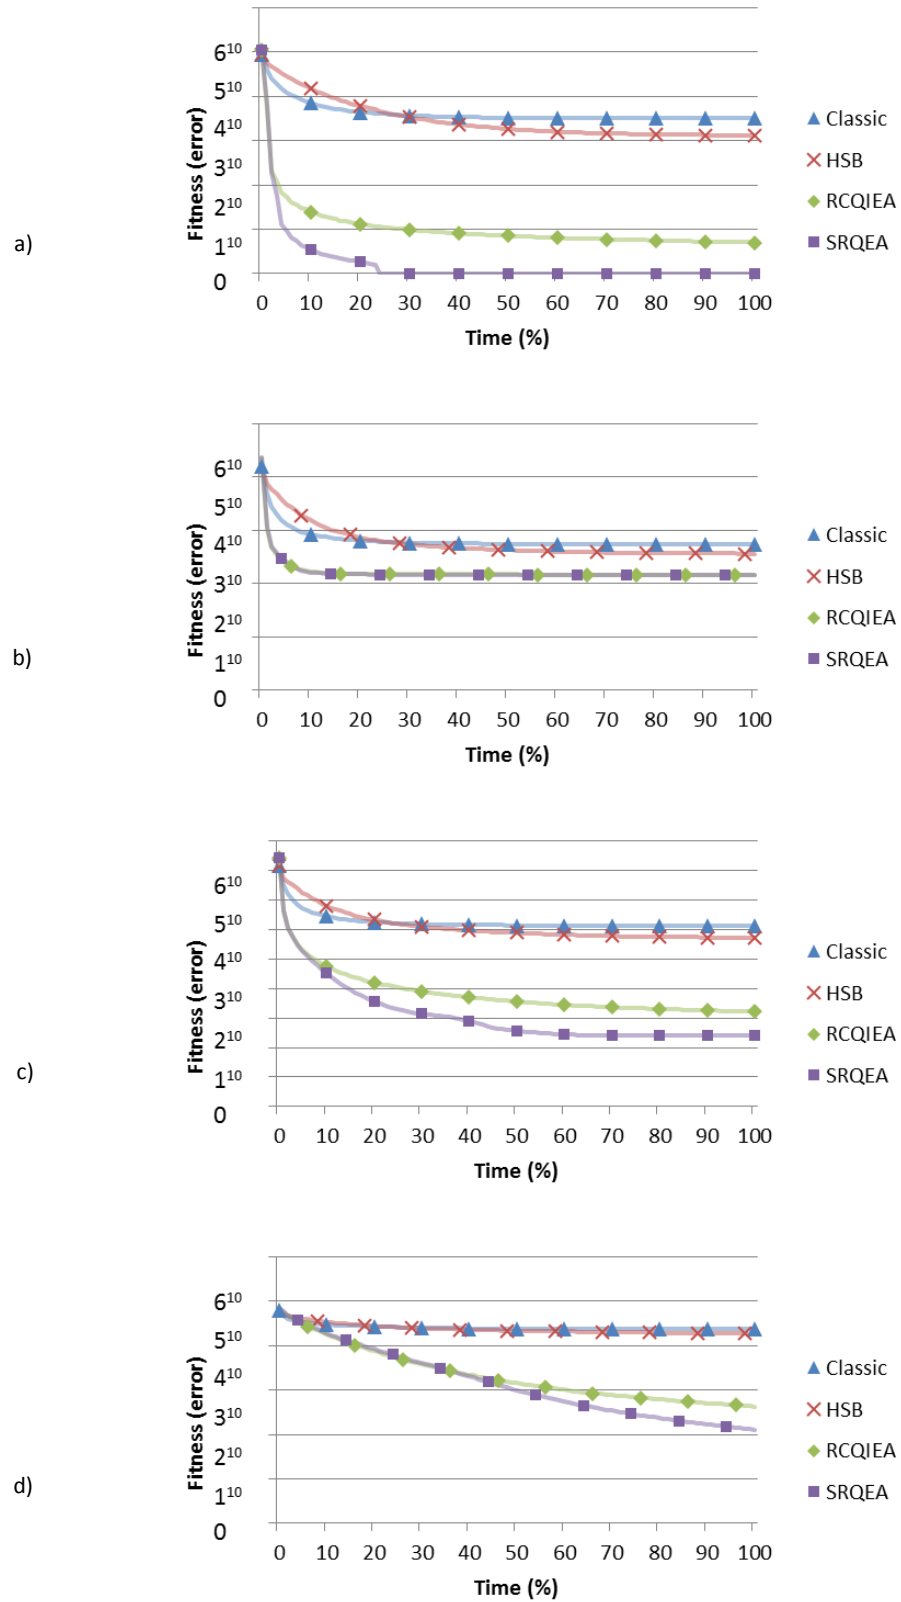 a)
Fitness (error)
6¹⁰
5¹⁰
4¹⁰
3¹⁰
2¹⁰
1¹⁰
0
0 10 20 30 40 50 60 70 80 90 100
Time (%)
Classic
HSB
RCQIEA
SRQEA
b)
Fitness (error)
6¹⁰
5¹⁰
4¹⁰
3¹⁰
2¹⁰
1¹⁰
0
0 10 20 30 40 50 60 70 80 90 100
Time (%)
Classic
HSB
RCQIEA
SRQEA
c)
Fitness (error)
6¹⁰
5¹⁰
4¹⁰
3¹⁰
2¹⁰
1¹⁰
0
0 10 20 30 40 50 60 70 80 90 100
Time (%)
Classic
HSB
RCQIEA
SRQEA
d)
Fitness (error)
6¹⁰
5¹⁰
4¹⁰
3¹⁰
2¹⁰
1¹⁰
0
0 10 20 30 40 50 60 70 80 90 100
Time (%)
Classic
HSB
RCQIEA
SRQEA